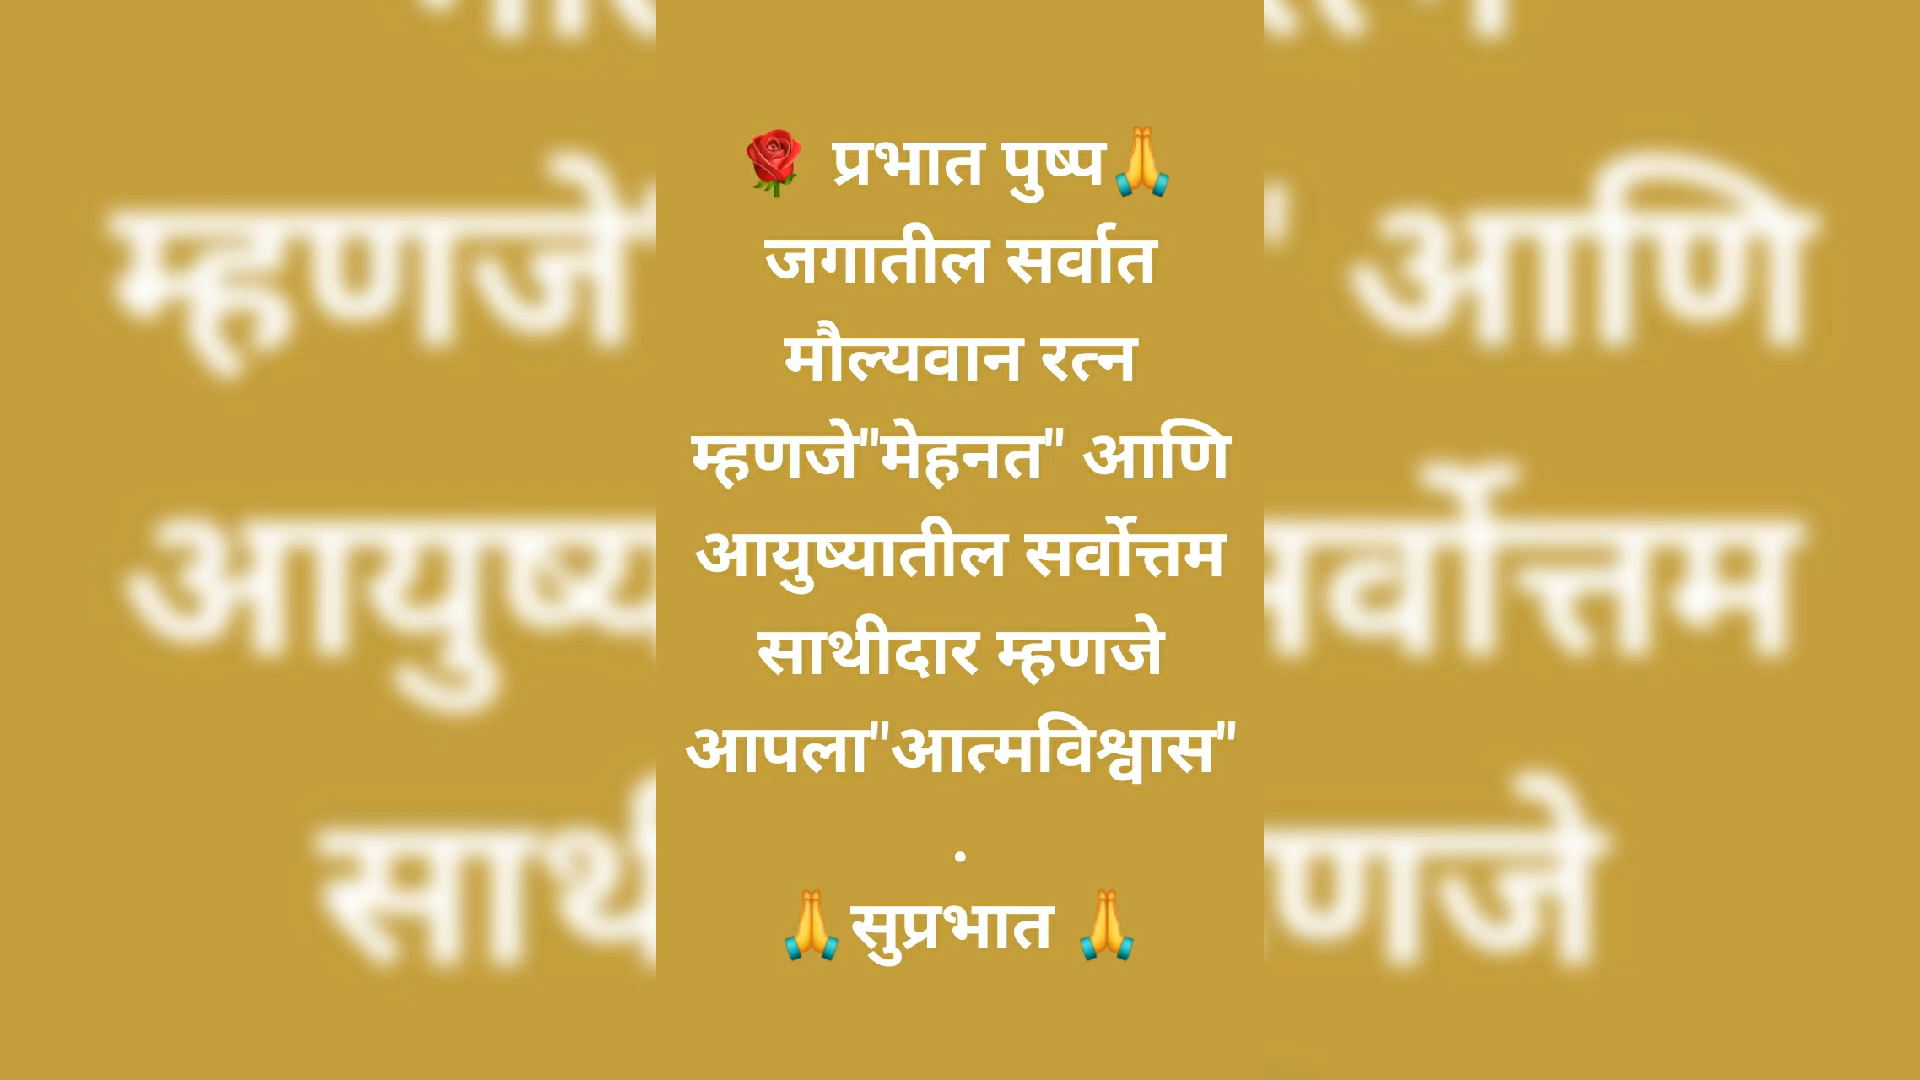 🌹 प्रभात पुष्प🙏
जगातील सर्वात
मौल्यवान रत्न
म्हणजे"मेहनत" आणि
आयुष्यातील सर्वोत्तम
साथीदार म्हणजे
आपला"आत्मविश्वास"
.
🙏सुप्रभात 🙏